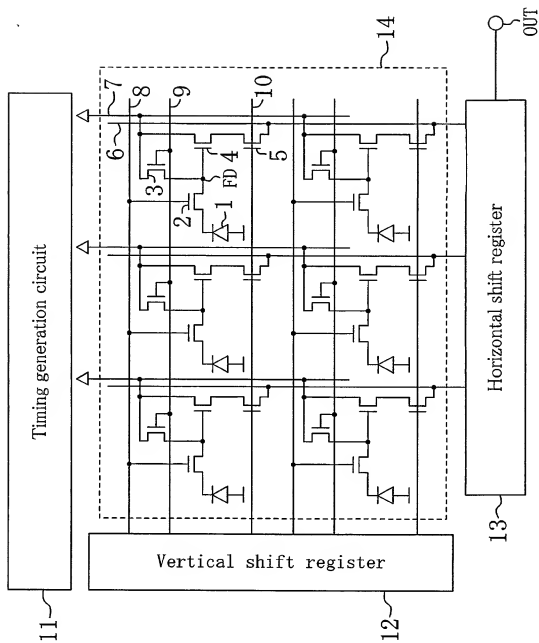 Timing generation circuit
11
7
8
9
10
14
6
3
4
5
FD
2
1
OUT
Horizontal shift register
13
Vertical shift register
12